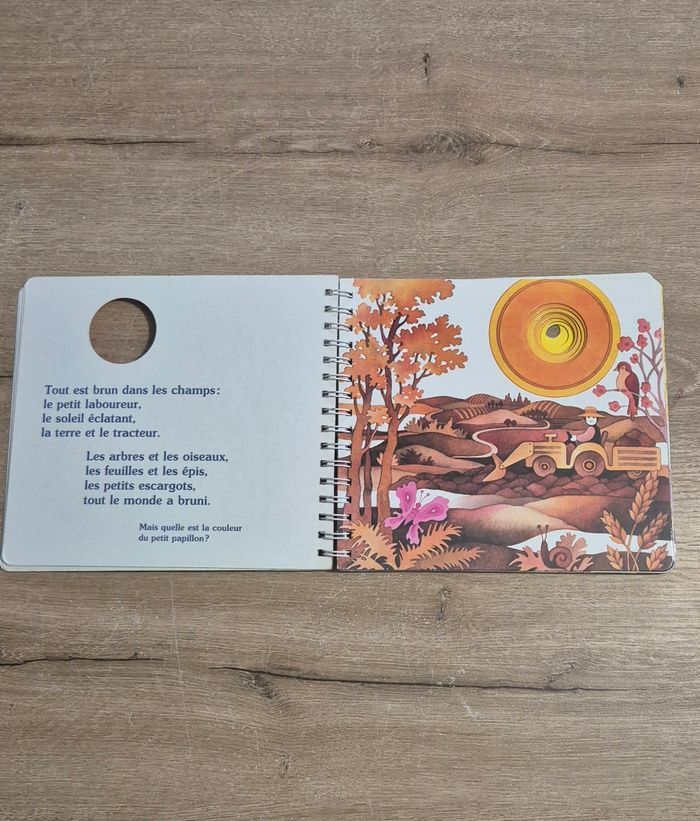 Tout est brun dans les champs:
le petit laboureur,
le soleil éclatant,
la terre et le tracteur.
Les arbres et les oiseaux,
les feuilles et les épis,
les petits escargots,
tout le monde a bruni.
Mais quelle est la couleur
du petit papillon?